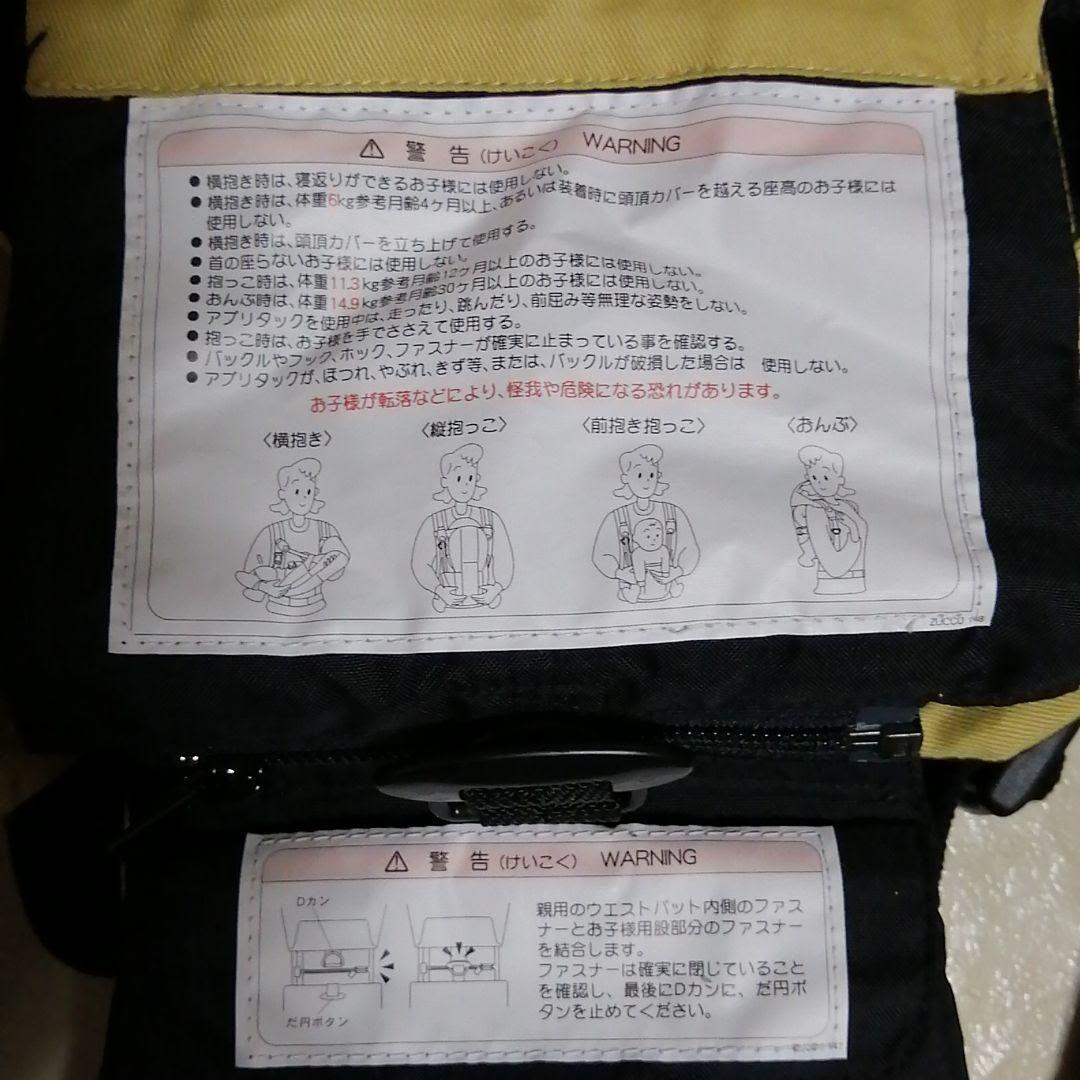 ⚠ 警 告(けいこく) WARNING
● 横抱き時は、寝返りができるお子様には使用しない。
● 横抱き時は、体重6kg参考月齢4ヶ月以上、あるいは装着時に頭頂カバーを越える座高のお子様には
使用しない。
● 横抱き時は、頭頂カバーを立ち上げて使用する。
● 首の座らないお子様には使用しない。
● 抱っこ時は、体重11.3kg参考月齢12ヶ月以上のお子様には使用しない。
● おんぶ時は、体重14.9kg参考月齢30ヶ月以上のお子様には使用しない。
● アプリタックを使用中は、走ったり、跳んだり、前屈み等無理な姿勢をしない。
● 抱っこ時は、お子様を手でささえて使用する。
● バックルやフック、ホック、ファスナーが確実に止まっている事を確認する。
● アプリタックが、ほつれ、やぶれ、きず等、または、バックルが破損した場合は 使用しない。
お子様が転落などにより、怪我や危険になる恐れがあります。
〈横抱き〉 〈縦抱っこ〉 〈前抱き抱っこ〉 〈おんぶ〉
ZUCCU
⚠ 警 告(けいこく) WARNING
Dカン
だ円ボタン
親用のウエストパット内側のファス
ナーとお子様用股部分のファスナー
を結合します。
ファスナーは確実に閉じていること
を確認し、最後にDカンに、だ円ボ
タンを止めてください。